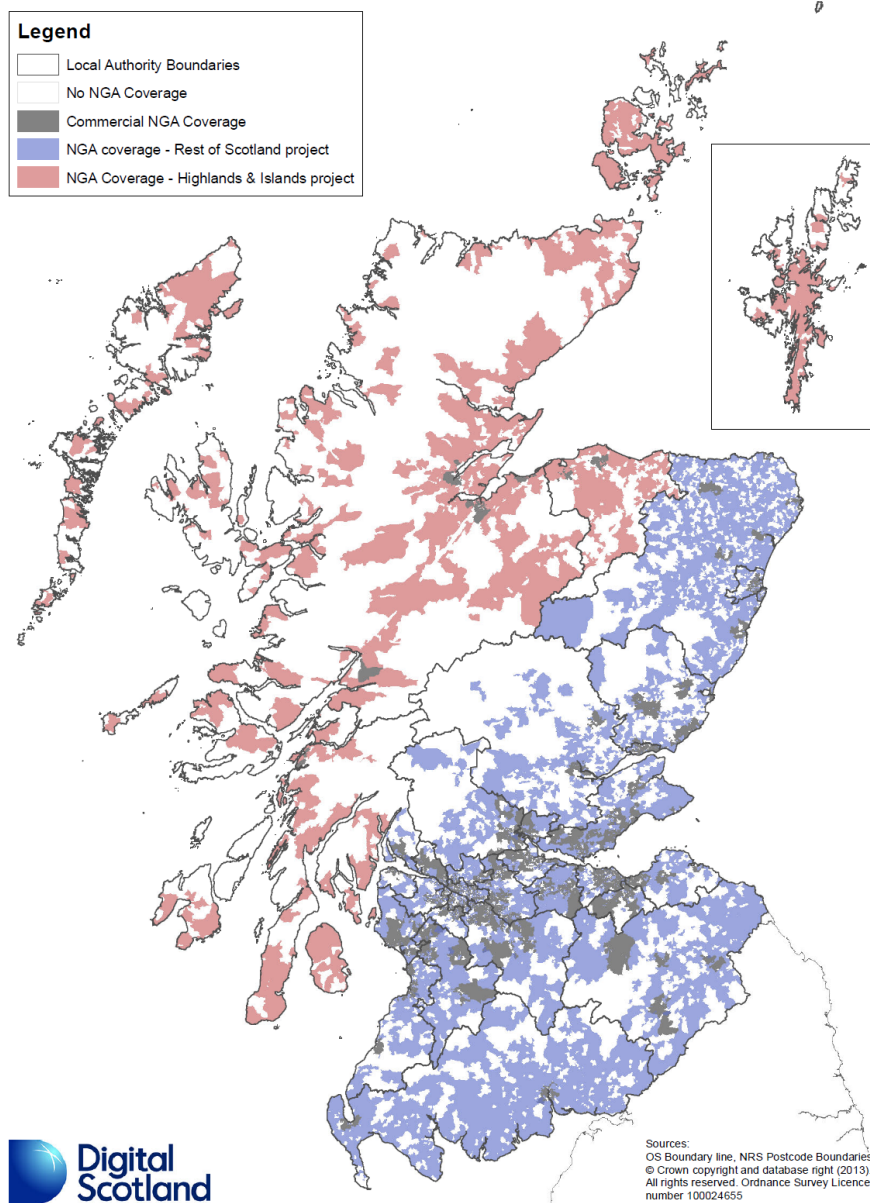 Legend
Local Authority Boundaries
No NGA Coverage
Commercial NGA Coverage
NGA coverage - Rest of Scotland project
NGA Coverage - Highlands & Islands project
Digital
Scotland
Sources:
OS Boundary line, NRS Postcode Boundaries
© Crown copyright and database right (2013)
All rights reserved. Ordnance Survey Licence
number 100024655